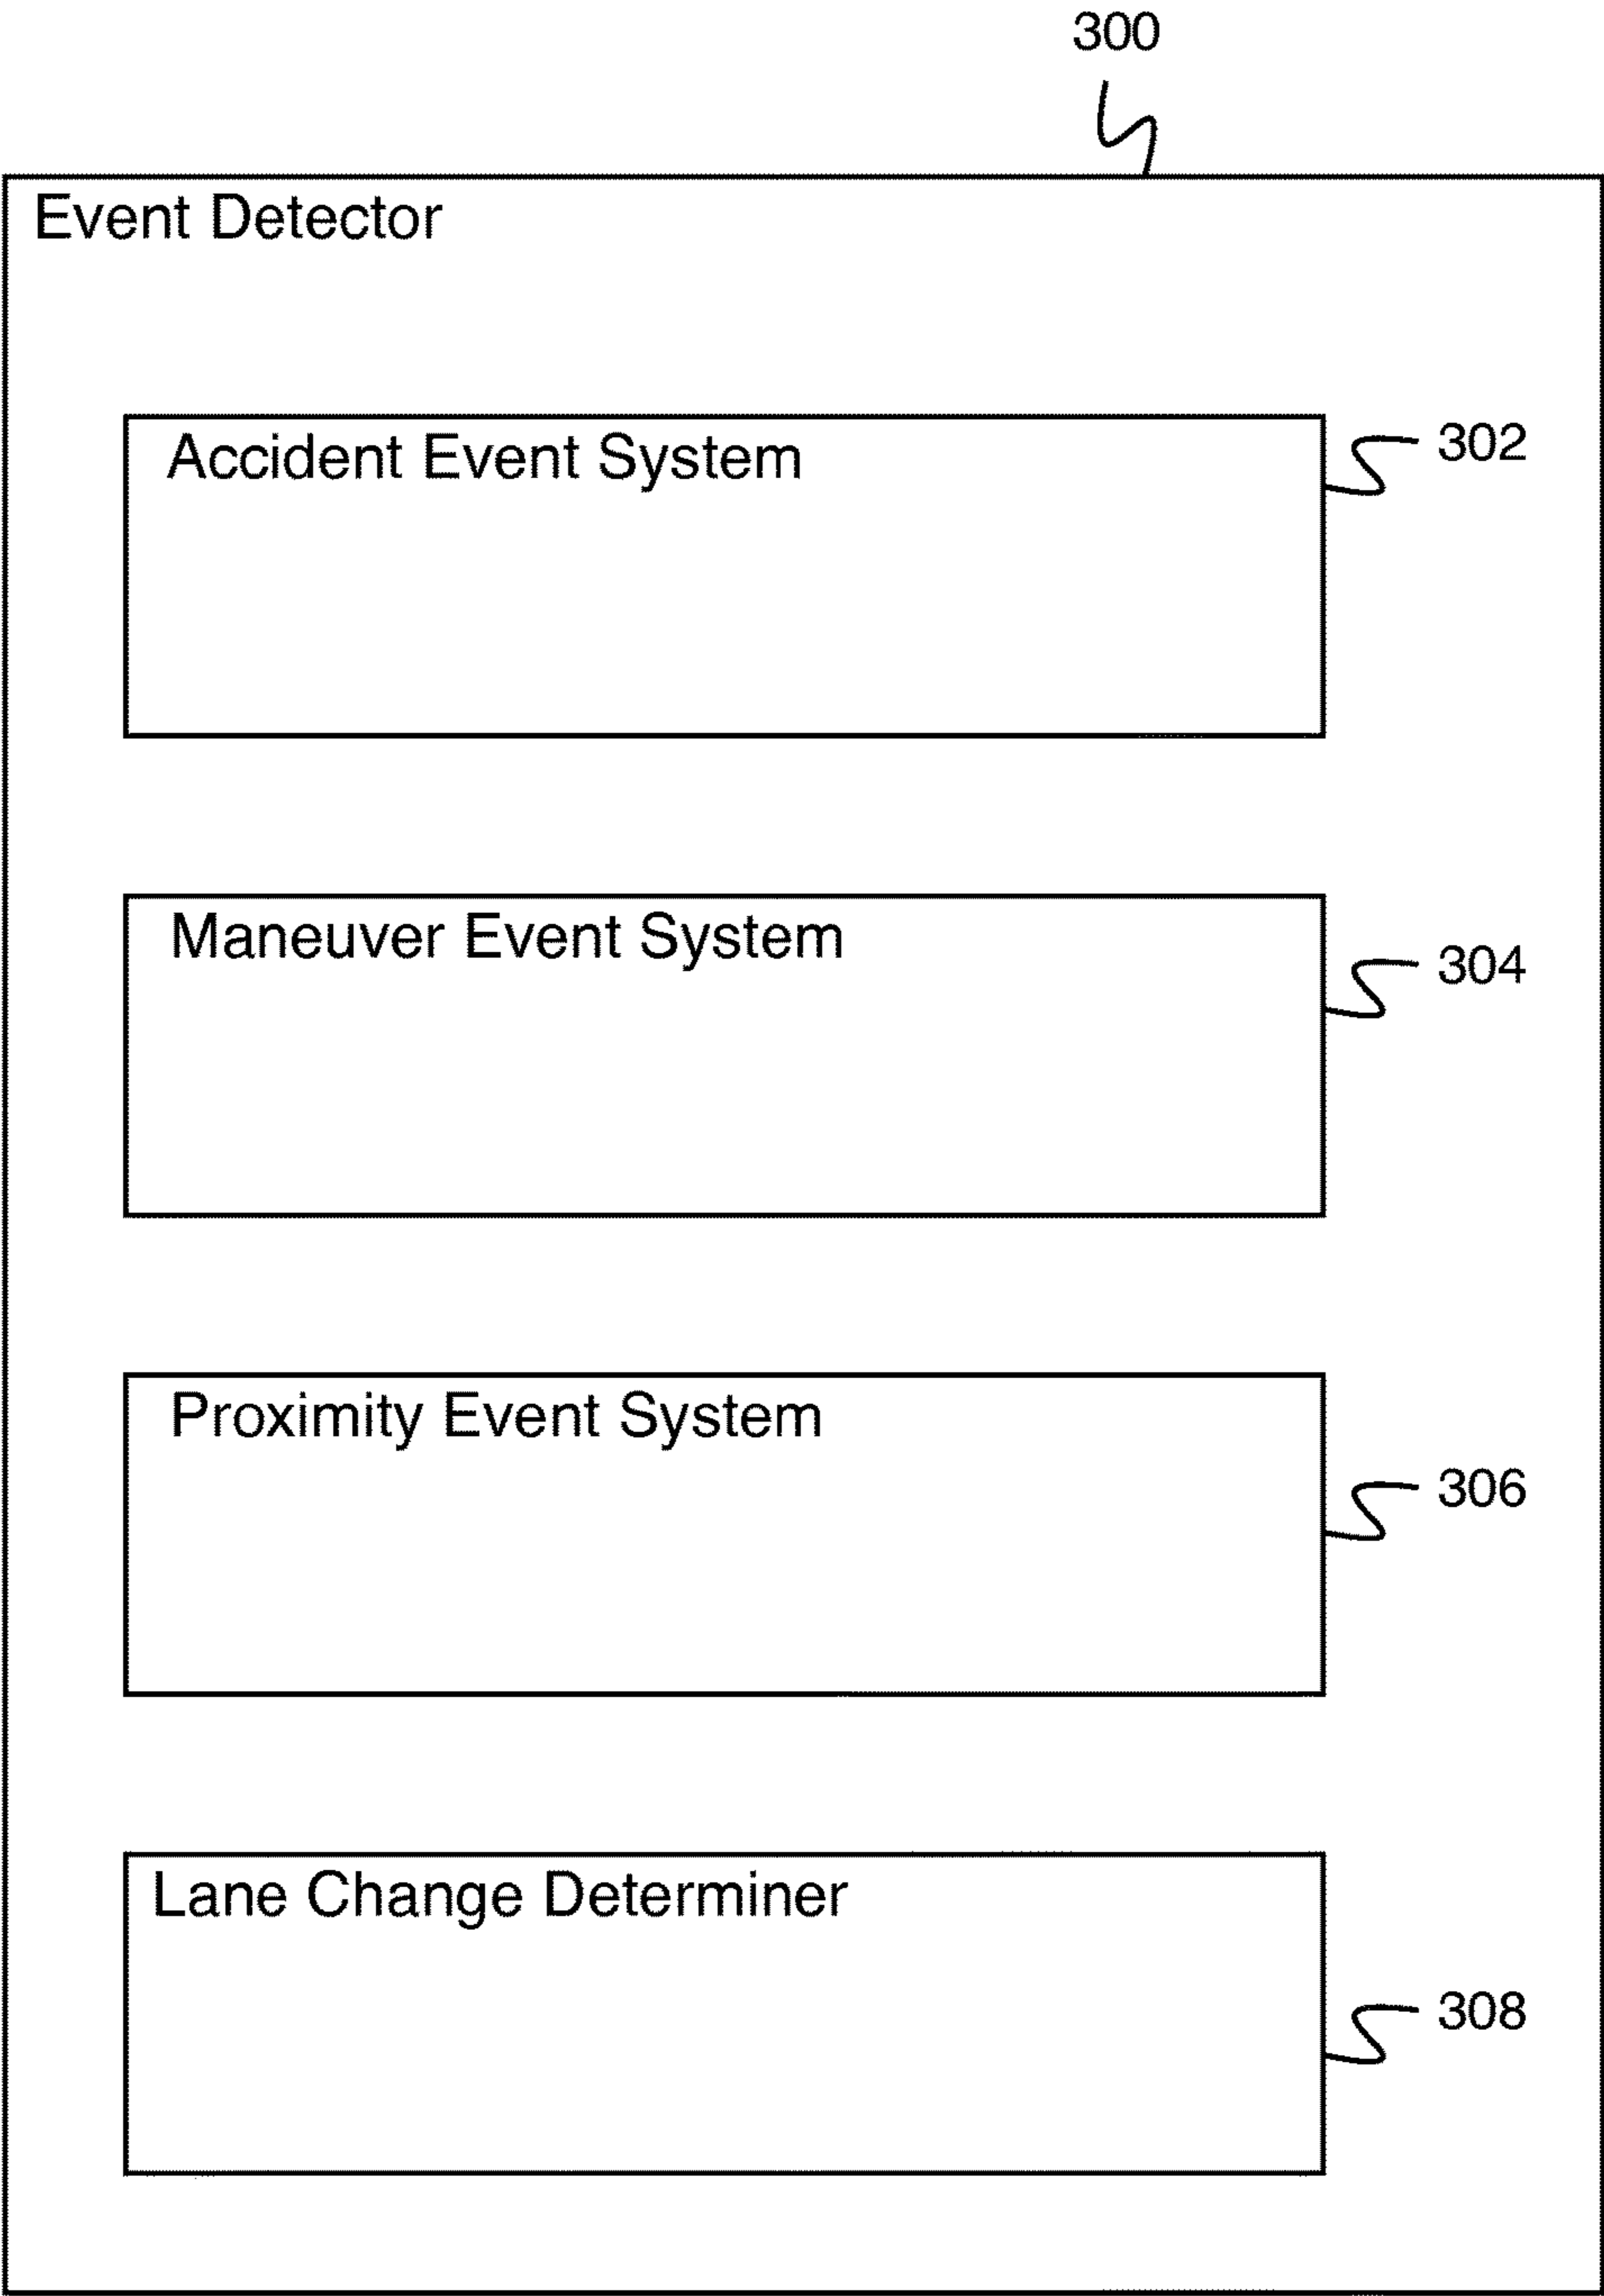 300
Event Detector
Accident Event System
302
Maneuver Event System
304
Proximity Event System
306
Lane Change Determiner
308